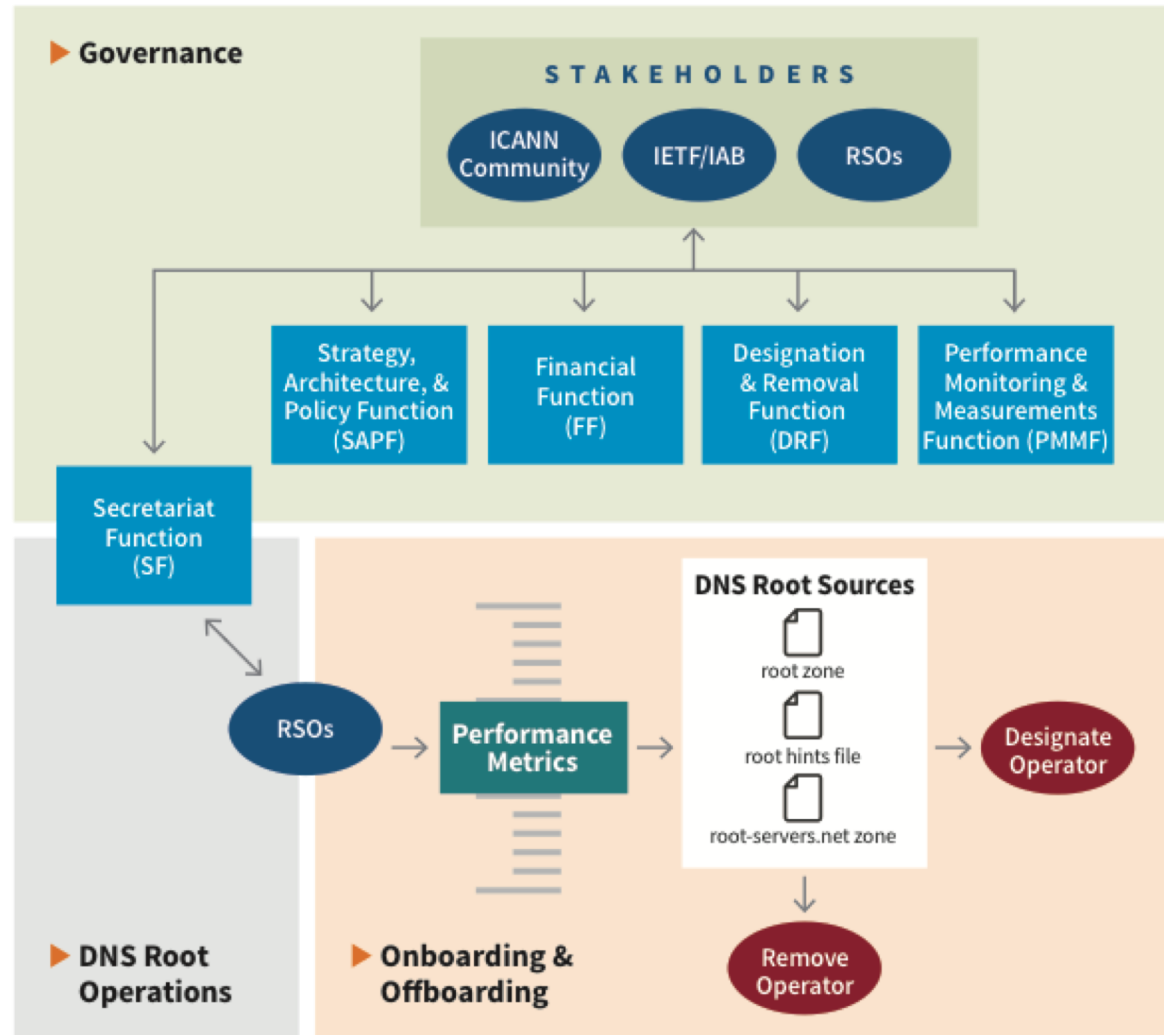 Governance
STAKEHOLDERS
ICANN
Community
IETF/IAB
RSOs
Strategy,
Architecture, &
Policy Function
(SAPF)
Financial
Function
(FF)
Designation
& Removal
Function
(DRF)
Performance
Monitoring &
Measurements
Function (PMMF)
Secretariat
Function
(SF)
RSOs
Performance
Metrics
DNS Root Sources
root zone
root hints file
root-servers.net zone
Designate
Operator
Remove
Operator
DNS Root
Operations
Onboarding &
Offboarding